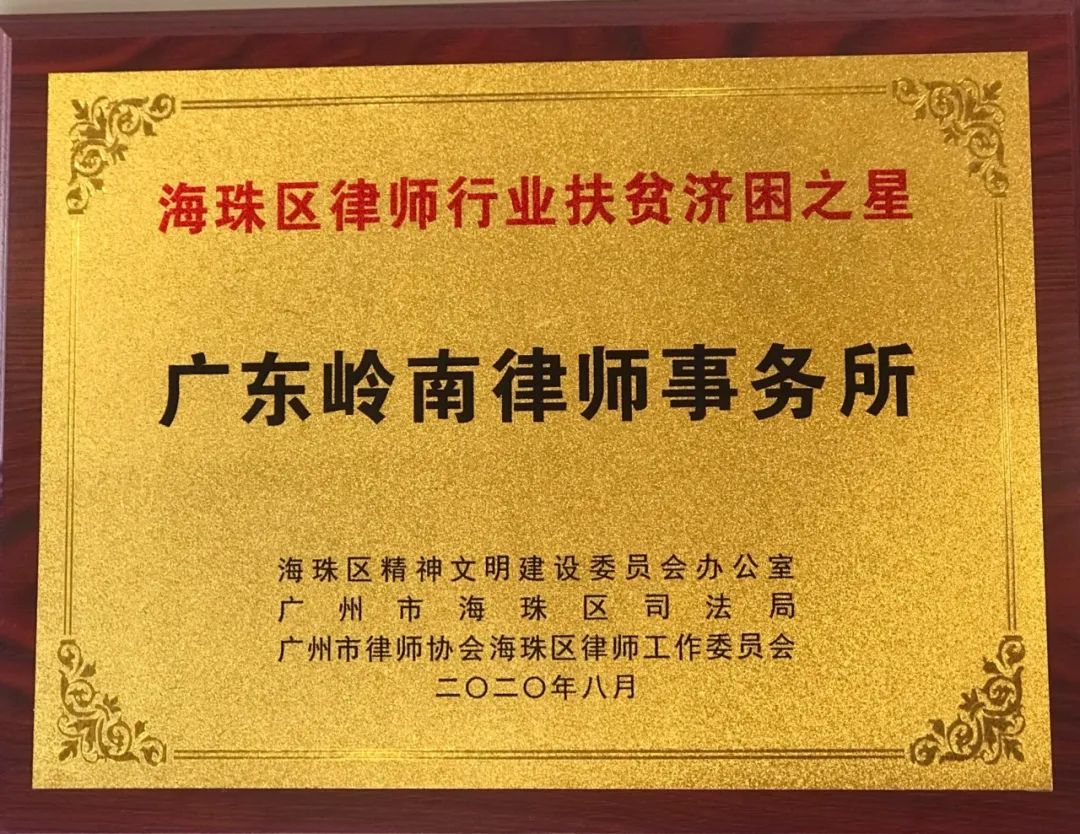 海珠区律师行业扶贫济困之星
广东岭南律师事务所
海珠区精神文明建设委员会办公室
广州市海珠区司法局
广州市律师协会海珠区律师工作委员会
二〇二〇年八月